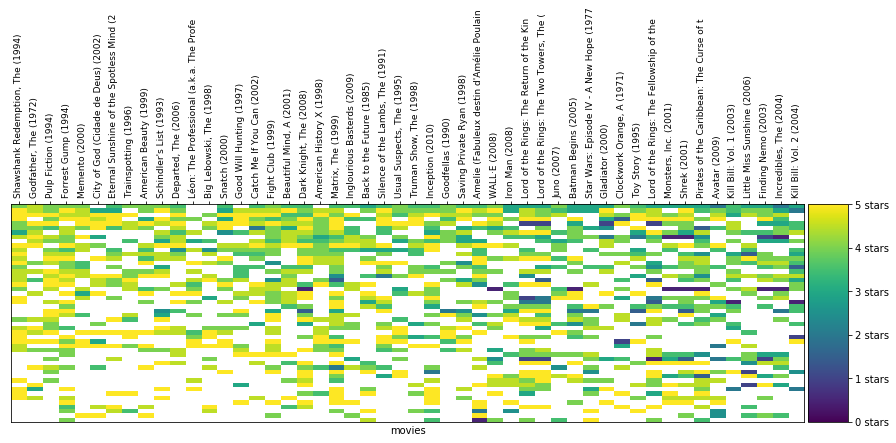 Shawshank Redemption, The (1994)
Godfather, The (1972)
Pulp Fiction (1994)
Forrest Gump (1994)
Memento (2000)
City of God (Cidade de Deus) (2002)
Eternal Sunshine of the Spotless Mind (2
Trainspotting (1996)
American Beauty (1999)
Schindler's List (1993)
Departed, The (2006)
Léon: The Professional (a.k.a. The Profe
Big Lebowski, The (1998)
Snatch (2000)
Good Will Hunting (1997)
Catch Me If You Can (2002)
Fight Club (1999)
Beautiful Mind, A (2001)
Dark Knight, The (2008)
American History X (1998)
Matrix, The (1999)
Inglourious Basterds (2009)
Back to the Future (1985)
Silence of the Lambs, The (1991)
Usual Suspects, The (1995)
Truman Show, The (1998)
Inception (2010)
Goodfellas (1990)
Saving Private Ryan (1998)
Amelie (Fabuleux destin d'Amélie Poulain
WALL·E (2008)
Iron Man (2008)
Lord of the Rings: The Return of the Kin
Lord of the Rings: The Two Towers, The (
Juno (2007)
Batman Begins (2005)
Star Wars: Episode IV - A New Hope (1977
Gladiator (2000)
Clockwork Orange, A (1971)
Toy Story (1995)
Lord of the Rings: The Fellowship of the
Monsters, Inc. (2001)
Shrek (2001)
Pirates of the Caribbean: The Curse of t
Avatar (2009)
Kill Bill: Vol. 1 (2003)
Little Miss Sunshine (2006)
Finding Nemo (2003)
Incredibles, The (2004)
Kill Bill: Vol. 2 (2004)
5 stars
4 stars
3 stars
2 stars
1 stars
0 stars
movies